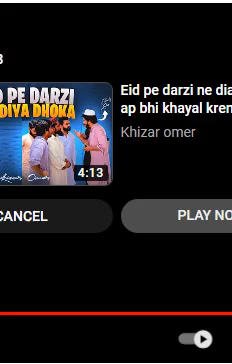 O PE DARZI
DIYA DHOKA
4:13
Eid pe darzi ne dia
ap bhi khayal kren
Khizar omer
CANCEL
PLAY NO